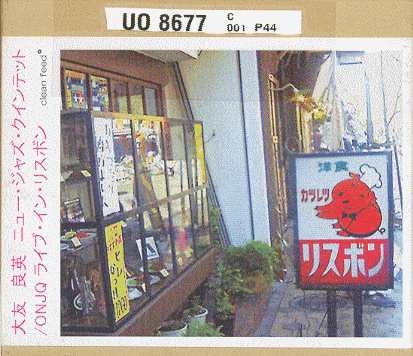 UO 8677
C
001 P44
大友 良英 ニュー・ジャズ・クインテット
/ONJQ ライブ・イン・リスボン
clean feed
洋食
カツレツ
リスボン